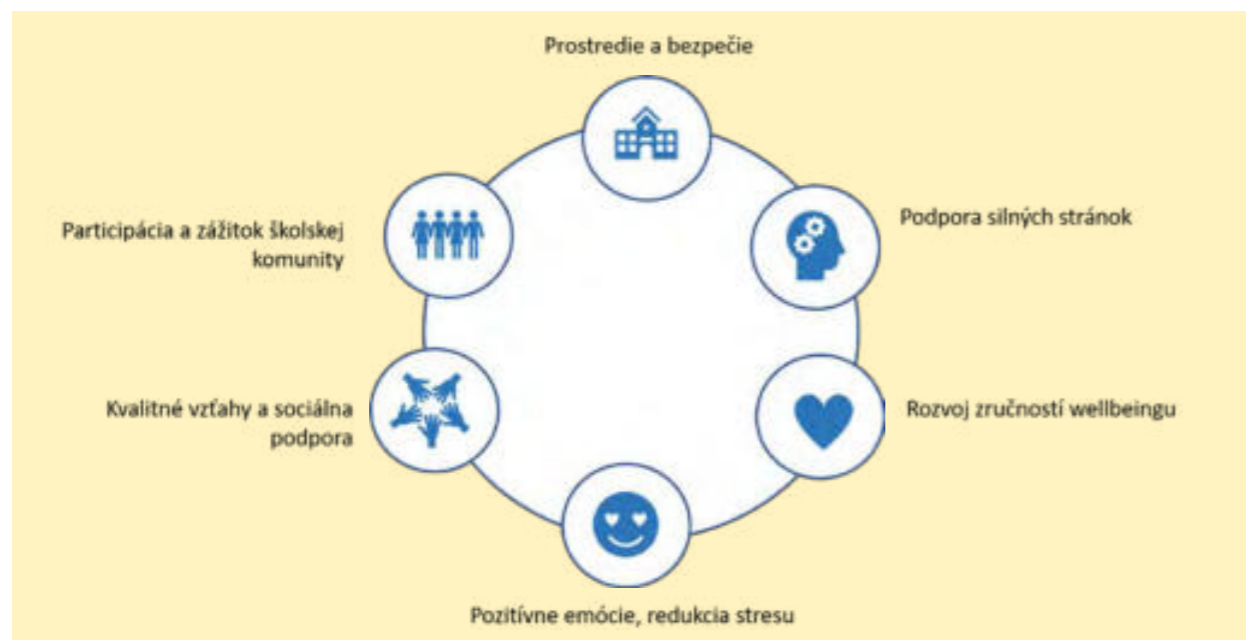 Prostredie a bezpečie
Podpora silných stránok
Rozvoj zručností wellbeingu
Pozitívne emócie, redukcia stresu
Kvalitné vzťahy a sociálna
podpora
Participácia a zážitok školskej
komunity